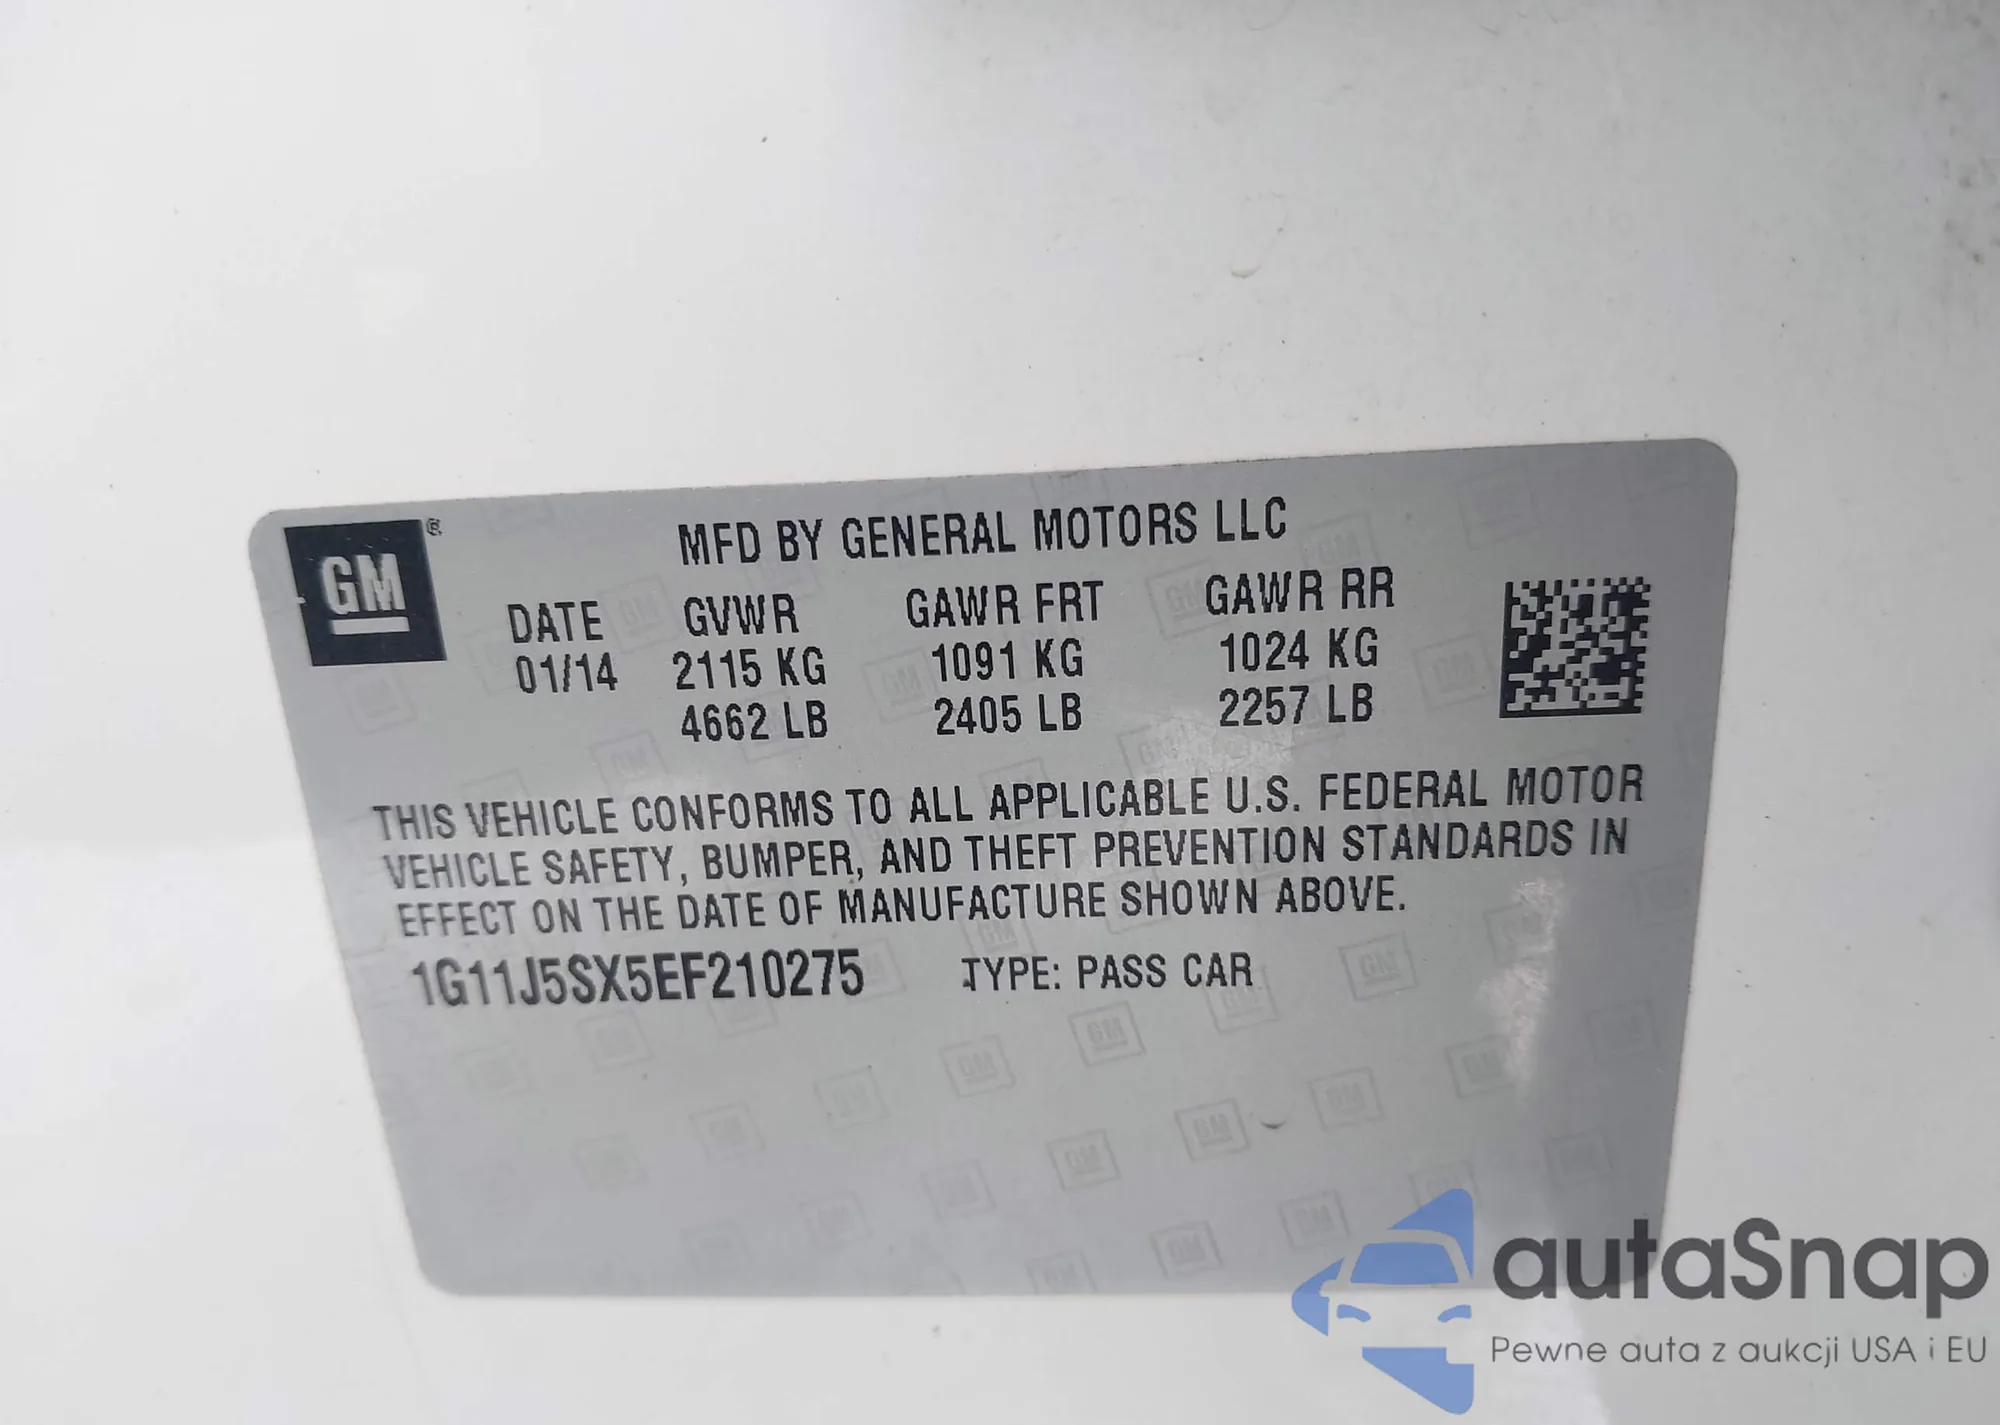 GM ®
MFD BY GENERAL MOTORS LLC
DATE GVWR GAWR FRT GAWR RR
01/14 2115 KG 1091 KG 1024 KG
4662 LB 2405 LB 2257 LB
THIS VEHICLE CONFORMS TO ALL APPLICABLE U.S. FEDERAL MOTOR
VEHICLE SAFETY, BUMPER, AND THEFT PREVENTION STANDARDS IN
EFFECT ON THE DATE OF MANUFACTURE SHOWN ABOVE.
1G11J5SX5EF210275 TYPE: PASS CAR
autaSnap
Pewne auta z aukcji USA i EU